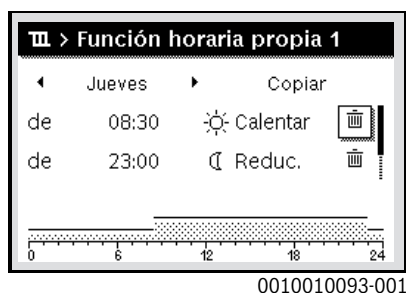 > Función horaria propia 1
Jueves Copiar
de 08:30 Calentar
de 23:00 Reduc.
0 6 12 18 24
0010010093-001